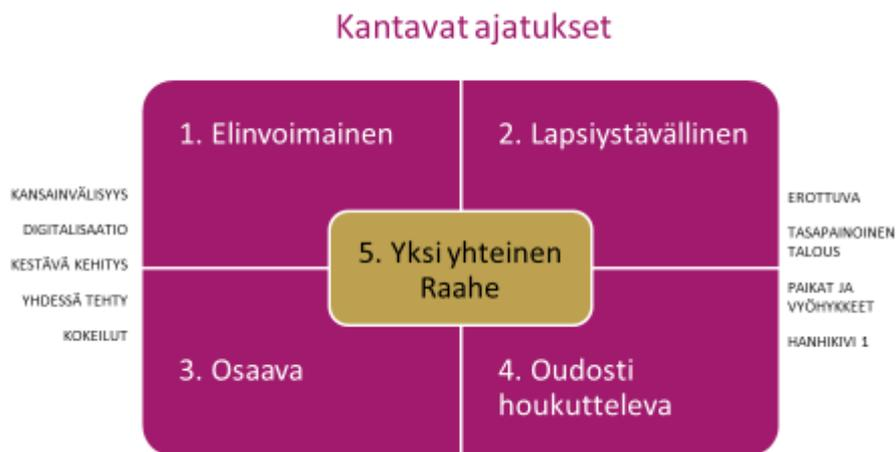 Kantavat ajatukset
1. Elinvoimainen
2. Lapsiystävällinen
KANSAINVÄLISYYS
DIGITALISAATIO
KESTÄVÄ KEHITYS
YHDESSÄ TEHTY
KOKEILUT
5. Yksi yhteinen
Raahe
EROTTUVA
TASAPAINOINEN
TALOUS
PAIKAT JA
VYÖHYKKEET
HANHIKIVI 1
3. Osaava
4. Oudosti
houkutteleva